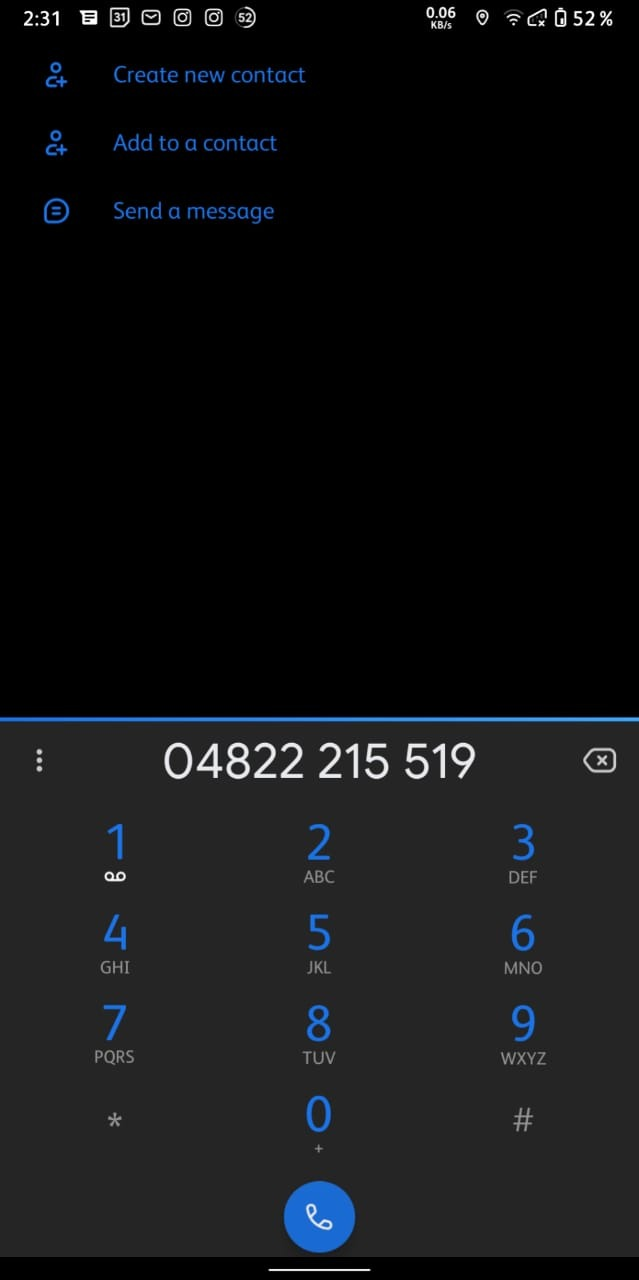 2:31 31 52 0.06 KB/s 52 %
Create new contact
Add to a contact
Send a message
04822 215 519
1 2 3
ABC DEF
4 5 6
GHI JKL MNO
7 8 9
PQRS TUV WXYZ
* 0 #
+